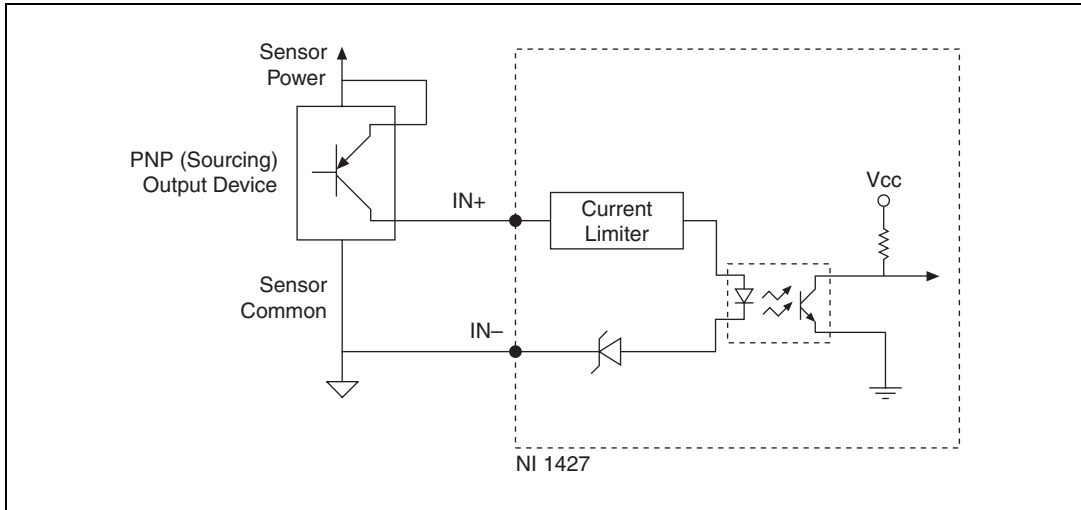 Sensor
Power
PNP (Sourcing)
Output Device
IN+
Current
Limiter
Vcc
Sensor
Common
IN–
NI 1427